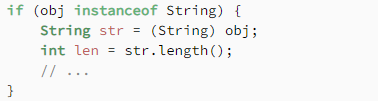 if (obj instanceof String) {
    String str = (String) obj;
    int len = str.length();
    // ...
}